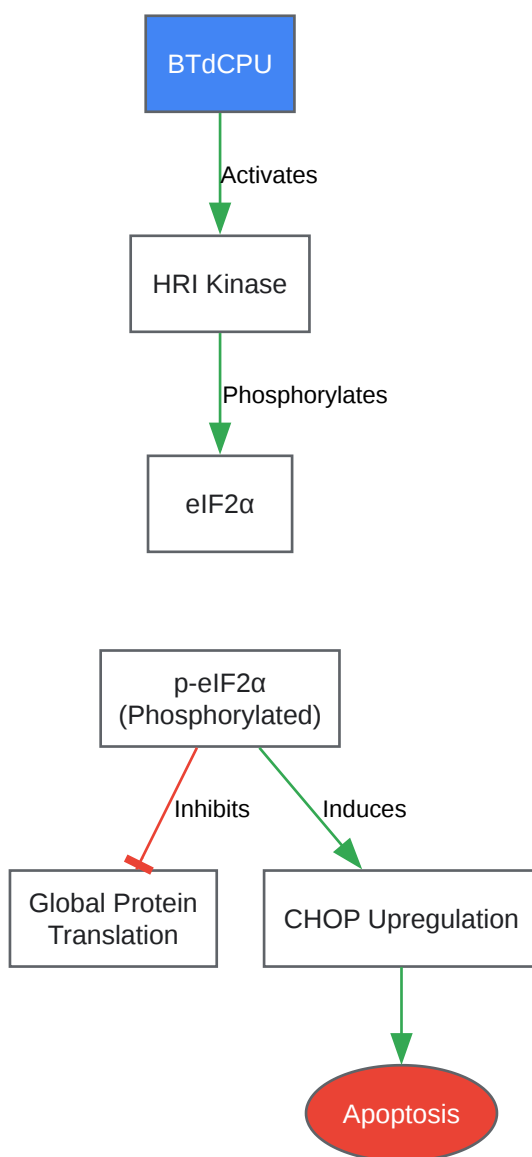 BTdCPU
Activates
HRI Kinase
Phosphorylates
eIF2α
p-eIF2α
(Phosphorylated)
Inhibits
Induces
Global Protein
Translation
CHOP Upregulation
Apoptosis